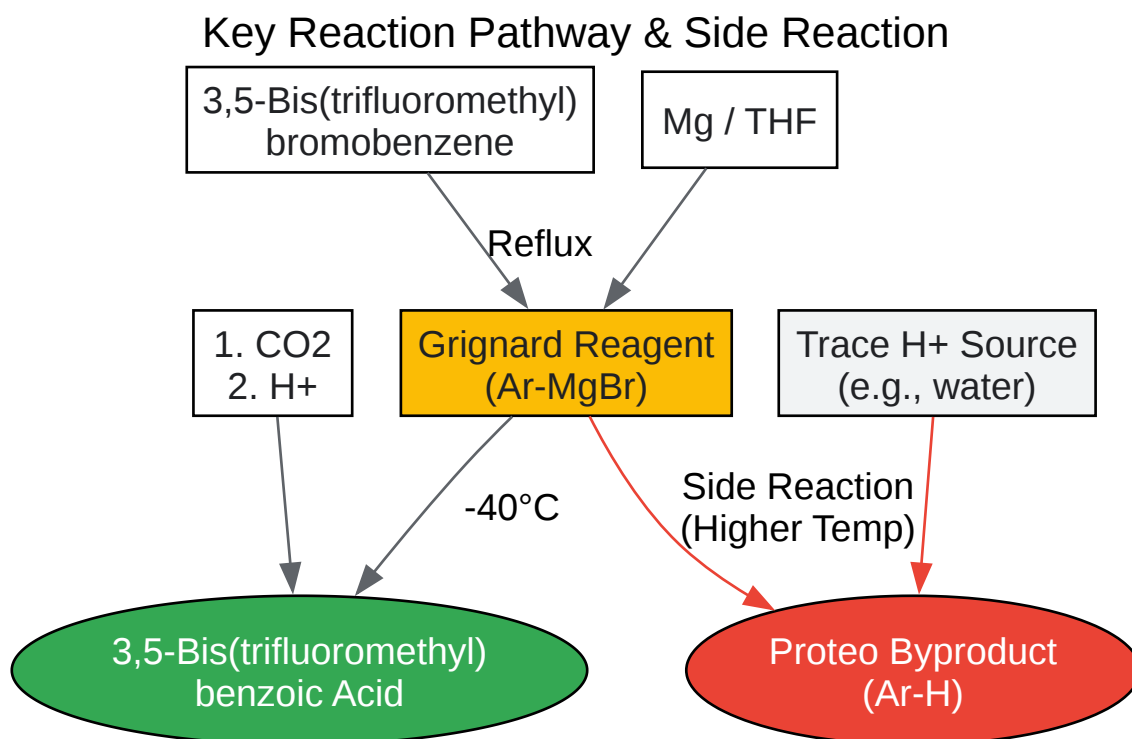 Key Reaction Pathway & Side Reaction
3,5-Bis(trifluoromethyl)
bromobenzene
Mg / THF
Reflux
1. CO2
2. H+
Grignard Reagent
(Ar-MgBr)
Trace H+ Source
(e.g., water)
-40°C
Side Reaction
(Higher Temp)
3,5-Bis(trifluoromethyl)
benzoic Acid
Proteo Byproduct
(Ar-H)